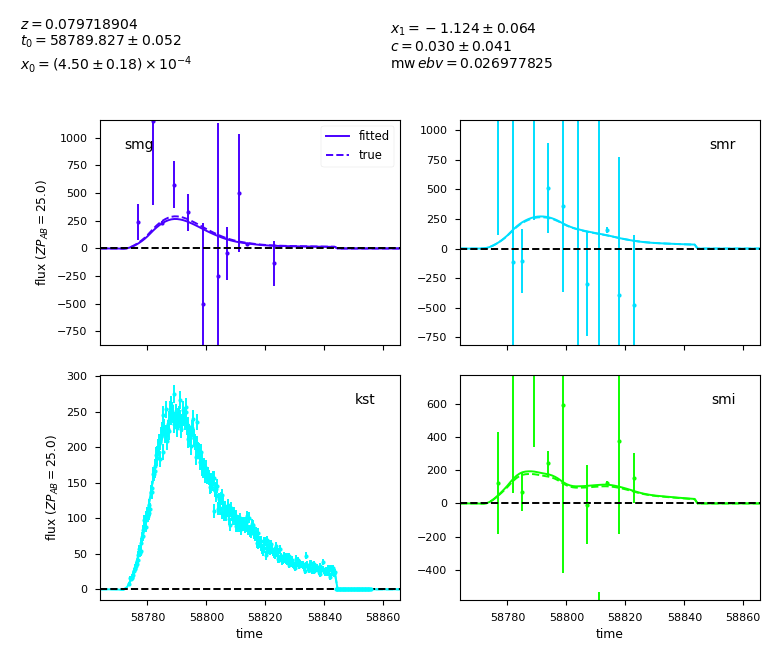 z = 0.079718904
t₀ = 58789.827 ± 0.052
x₀ = (4.50 ± 0.18) × 10⁻⁴
x₁ = −1.124 ± 0.064
c = 0.030 ± 0.041
mw ebv = 0.026977825
smg
fitted
true
1000
750
500
250
0
−250
−500
−750
flux (ZP_AB = 25.0)
smr
1000
750
500
250
0
−250
−500
−750
kst
300
250
200
150
100
50
0
flux (ZP_AB = 25.0)
58780 58800 58820 58840 58860
time
smi
600
400
200
0
−200
−400
58780 58800 58820 58840 58860
time